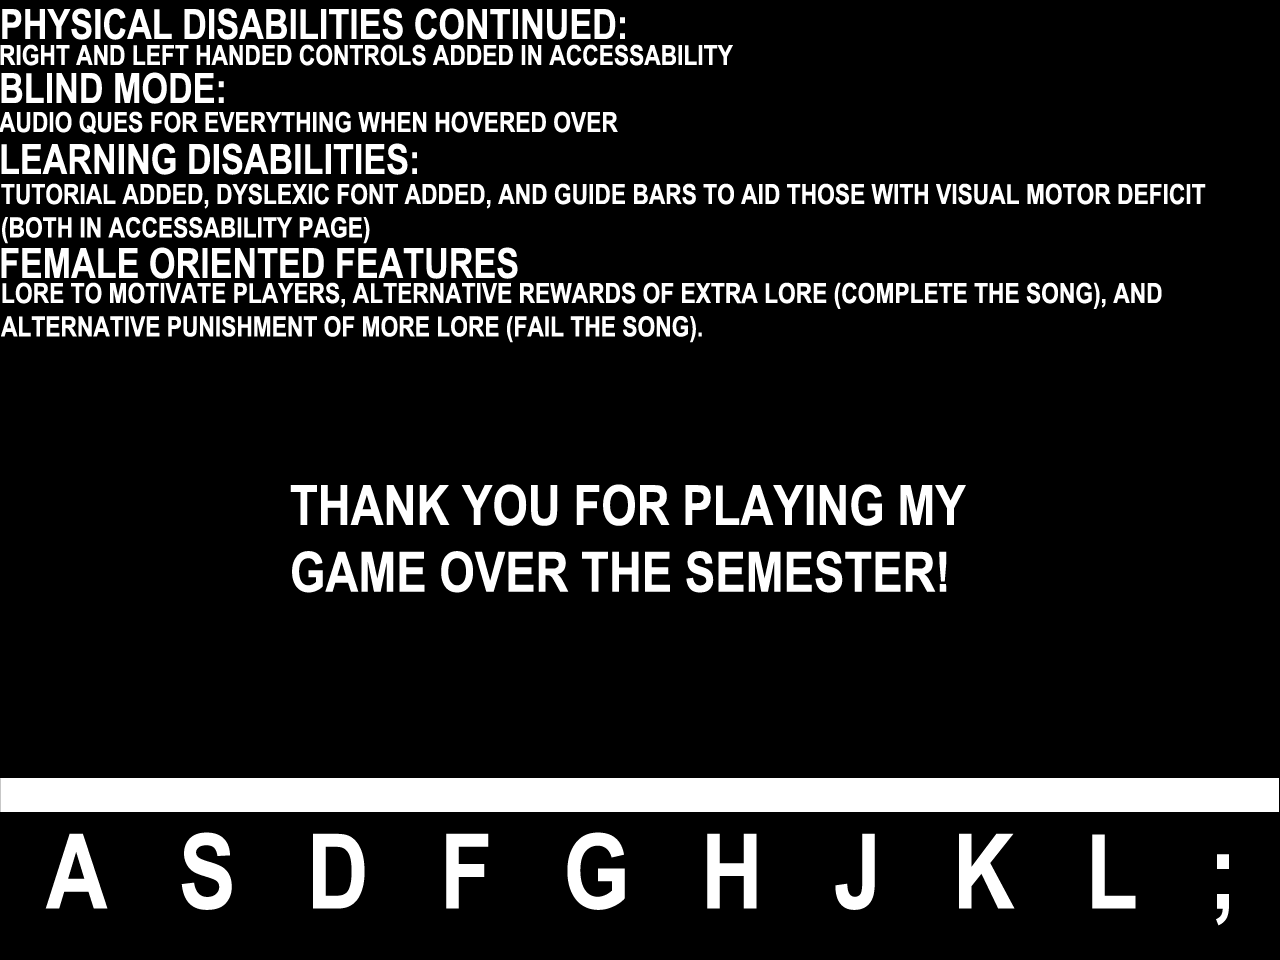 PHYSICAL DISABILITIES CONTINUED:
RIGHT AND LEFT HANDED CONTROLS ADDED IN ACCESSABILITY
BLIND MODE:
AUDIO QUES FOR EVERYTHING WHEN HOVERED OVER
LEARNING DISABILITIES:
TUTORIAL ADDED, DYSLEXIC FONT ADDED, AND GUIDE BARS TO AID THOSE WITH VISUAL MOTOR DEFICIT
(BOTH IN ACCESSABILITY PAGE)
FEMALE ORIENTED FEATURES
LORE TO MOTIVATE PLAYERS, ALTERNATIVE REWARDS OF EXTRA LORE (COMPLETE THE SONG), AND
ALTERNATIVE PUNISHMENT OF MORE LORE (FAIL THE SONG).
THANK YOU FOR PLAYING MY
GAME OVER THE SEMESTER!
A S D F G H J K L ;